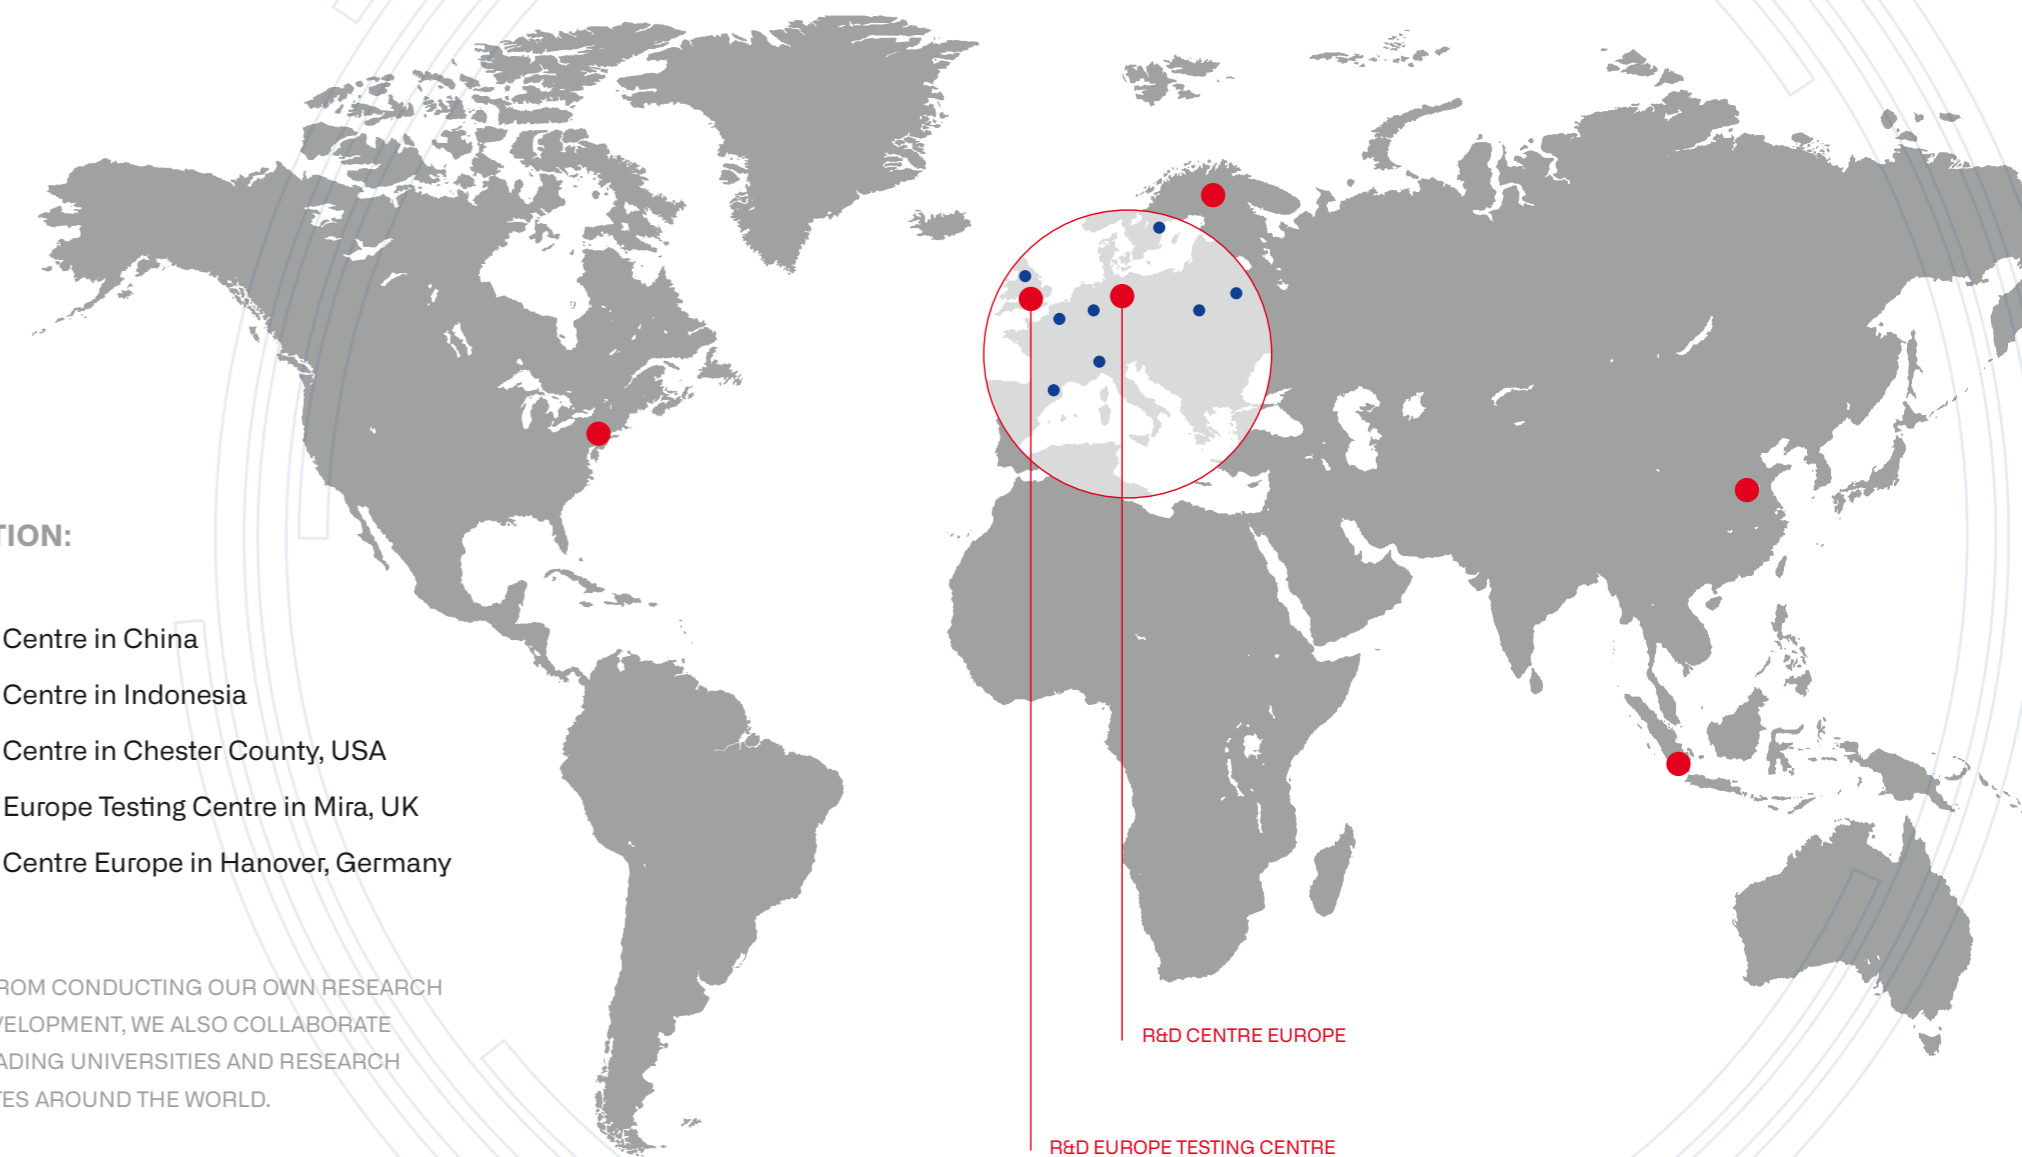 TION:
Centre in China
Centre in Indonesia
Centre in Chester County, USA
Europe Testing Centre in Mira, UK
Centre Europe in Hanover, Germany
ROM CONDUCTING OUR OWN RESEARCH
VELOPMENT, WE ALSO COLLABORATE
ADING UNIVERSITIES AND RESEARCH
TES AROUND THE WORLD.
R&D CENTRE EUROPE
R&D EUROPE TESTING CENTRE